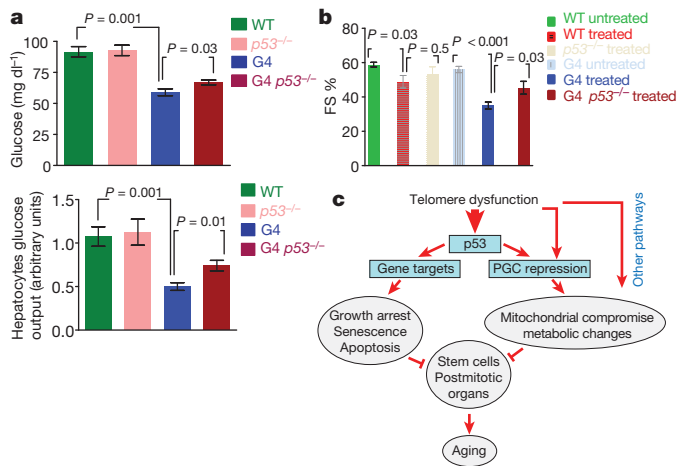 a
P = 0.001
P = 0.03
Glucose (mg dl⁻¹)
100
75
50
25
0
WT
p53⁻/⁻
G4
G4 p53⁻/⁻
P = 0.001
P = 0.01
Hepatocytes glucose
output (arbitrary units)
1.5
1.0
0.5
0.0
WT
p53⁻/⁻
G4
G4 p53⁻/⁻
b
P = 0.03
P = 0.5
P < 0.001
P = 0.03
FS %
80
60
40
20
0
WT untreated
WT treated
p53⁻/⁻ treated
G4 untreated
G4 treated
G4 p53⁻/⁻ treated
c
Telomere dysfunction
p53
Gene targets
PGC repression
Other pathways
Growth arrest
Senescence
Apoptosis
Mitochondrial compromise
metabolic changes
Stem cells
Postmitotic
organs
Aging